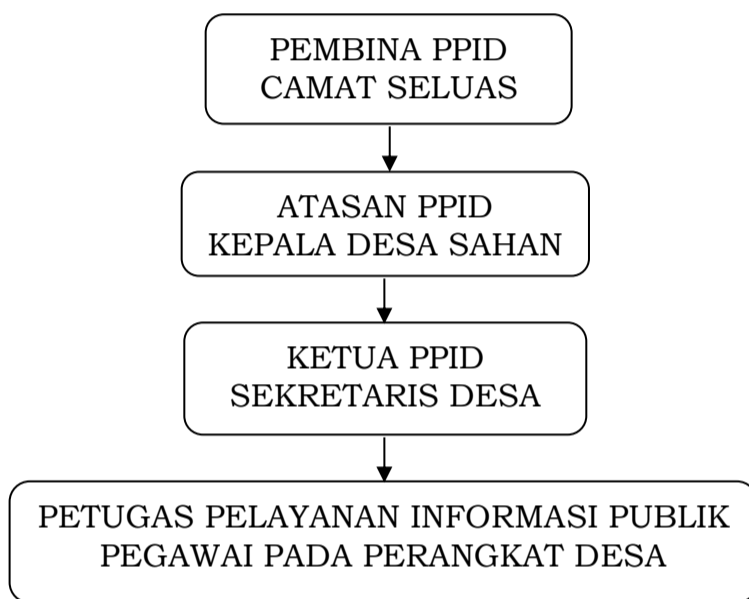 PEMBINA PPID
CAMAT SELUAS
ATASAN PPID
KEPALA DESA SAHAN
KETUA PPID
SEKRETARIS DESA
PETUGAS PELAYANAN INFORMASI PUBLIK
PEGAWAI PADA PERANGKAT DESA